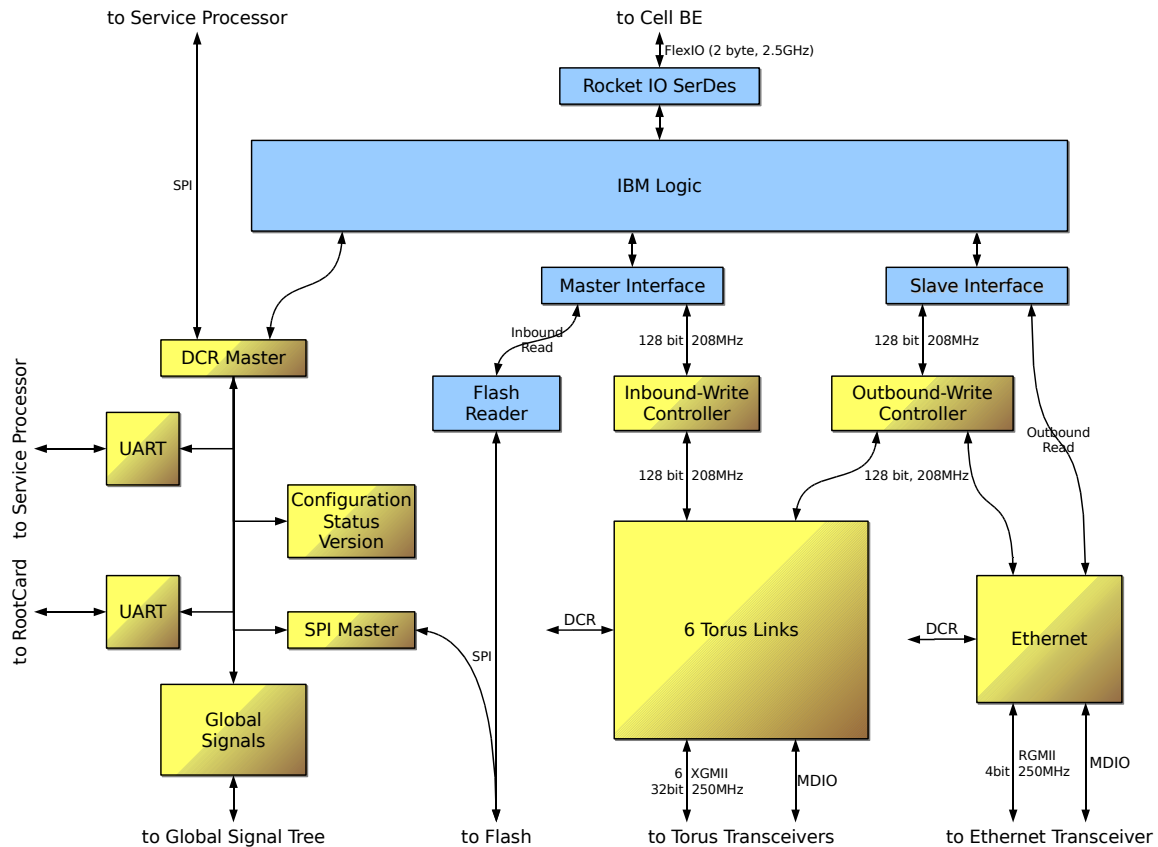 to Service Processor
to Cell BE
FlexIO (2 byte, 2.5GHz)
Rocket IO SerDes
IBM Logic
SPI
Master Interface
Slave Interface
Inbound
Read
128 bit 208MHz
128 bit 208MHz
DCR Master
Flash
Reader
Inbound-Write
Controller
Outbound-Write
Controller
to Service Processor
UART
Outbound
Read
128 bit 208MHz
128 bit, 208MHz
Configuration
Status
Version
to RootCard
UART
SPI Master
DCR
6 Torus Links
DCR
Ethernet
SPI
Global
Signals
6 XGMII
32bit 250MHz
MDIO
RGMII
4bit 250MHz
MDIO
to Global Signal Tree
to Flash
to Torus Transceivers
to Ethernet Transceiver